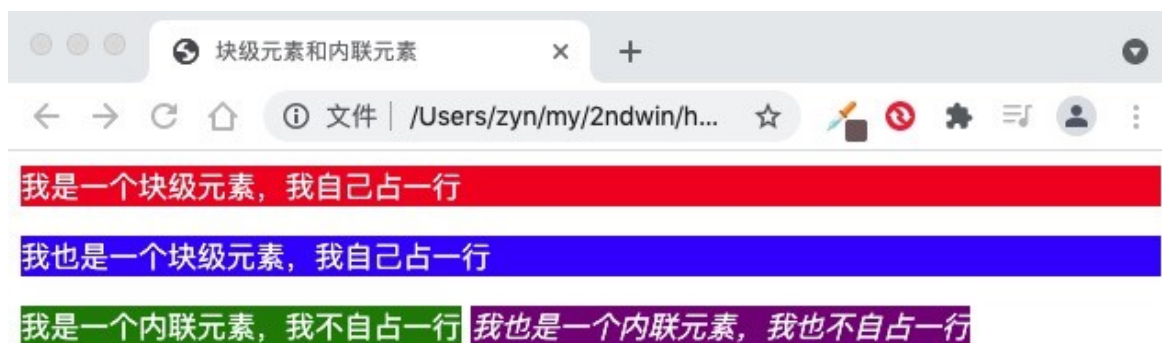 块级元素和内联元素
文件 /Users/zyn/my/2ndwin/h...
我是一个块级元素，我自己占一行
我也是一个块级元素，我自己占一行
我是一个内联元素，我不自占一行 我也是一个内联元素，我也不自占一行